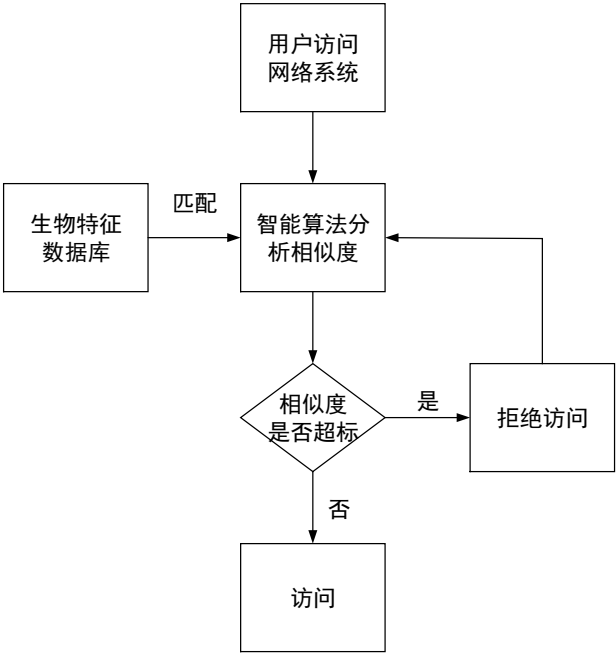 用户访问
网络系统
匹配
生物特征
数据库
智能算法分
析相似度
相似度
是否超标
是
拒绝访问
否
访问